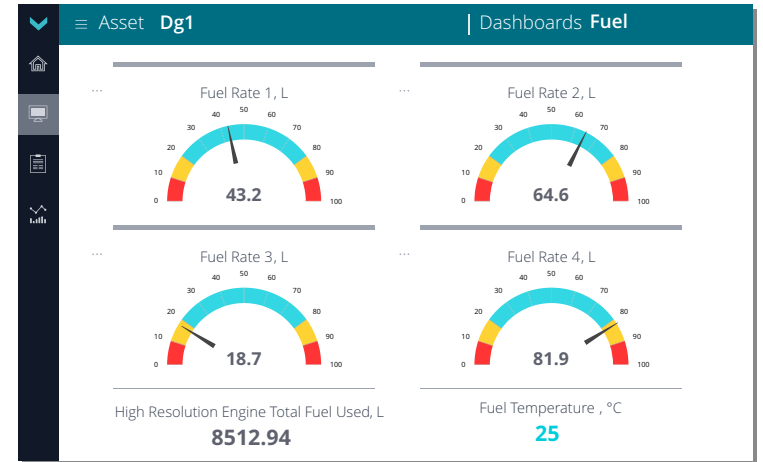 ≡ Asset Dg1 | Dashboards Fuel
... Fuel Rate 1, L
0 10 20 30 40 50 60 70 80 90 100
43.2
... Fuel Rate 2, L
0 10 20 30 40 50 60 70 80 90 100
64.6
... Fuel Rate 3, L
0 10 20 30 40 50 60 70 80 90 100
18.7
... Fuel Rate 4, L
0 10 20 30 40 50 60 70 80 90 100
81.9
High Resolution Engine Total Fuel Used, L
8512.94
Fuel Temperature , °C
25